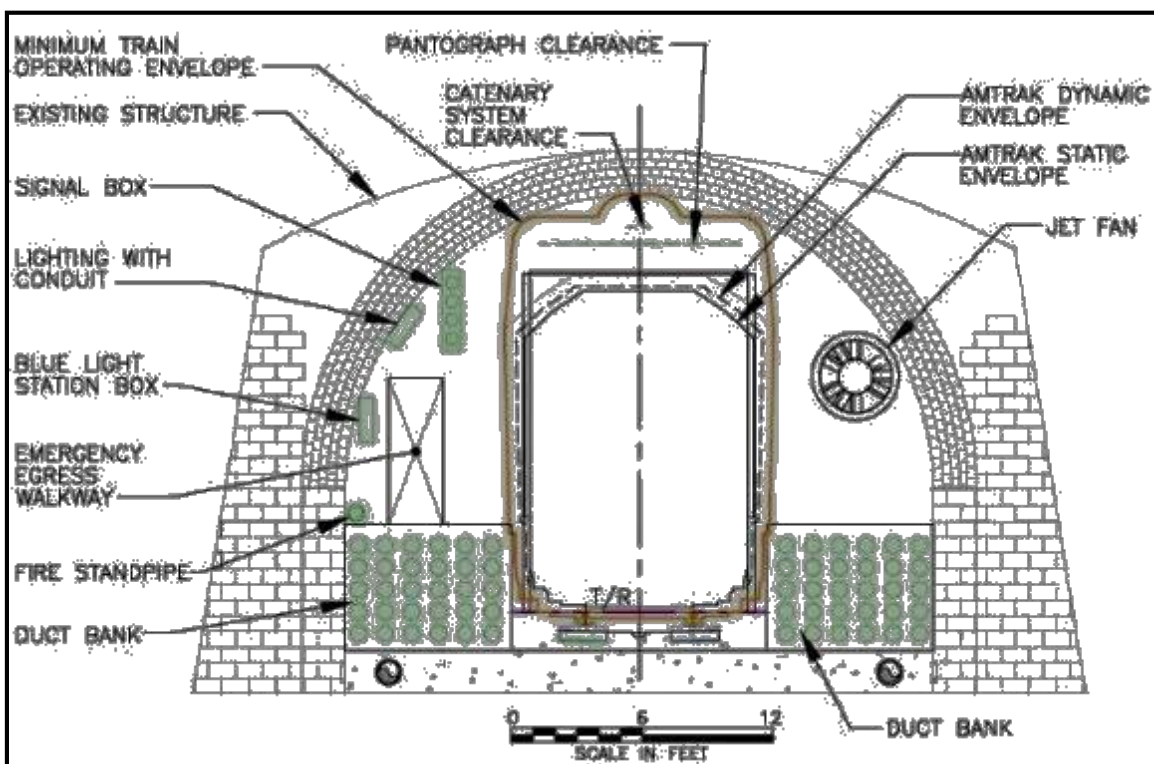 MINIMUM TRAIN
OPERATING ENVELOPE
EXISTING STRUCTURE
SIGNAL BOX
LIGHTING WITH
CONDUIT
BLUE LIGHT
STATION BOX
EMERGENCY
EGRESS
WALKWAY
FIRE STANDPIPE
DUCT BANK
PANTOGRAPH CLEARANCE
CATENARY
SYSTEM
CLEARANCE
AMTRAK DYNAMIC
ENVELOPE
AMTRAK STATIC
ENVELOPE
JET FAN
T/R
DUCT BANK
0 6 12
SCALE IN FEET